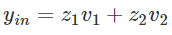 y_{in} = z_1 v_1 + z_2 v_2